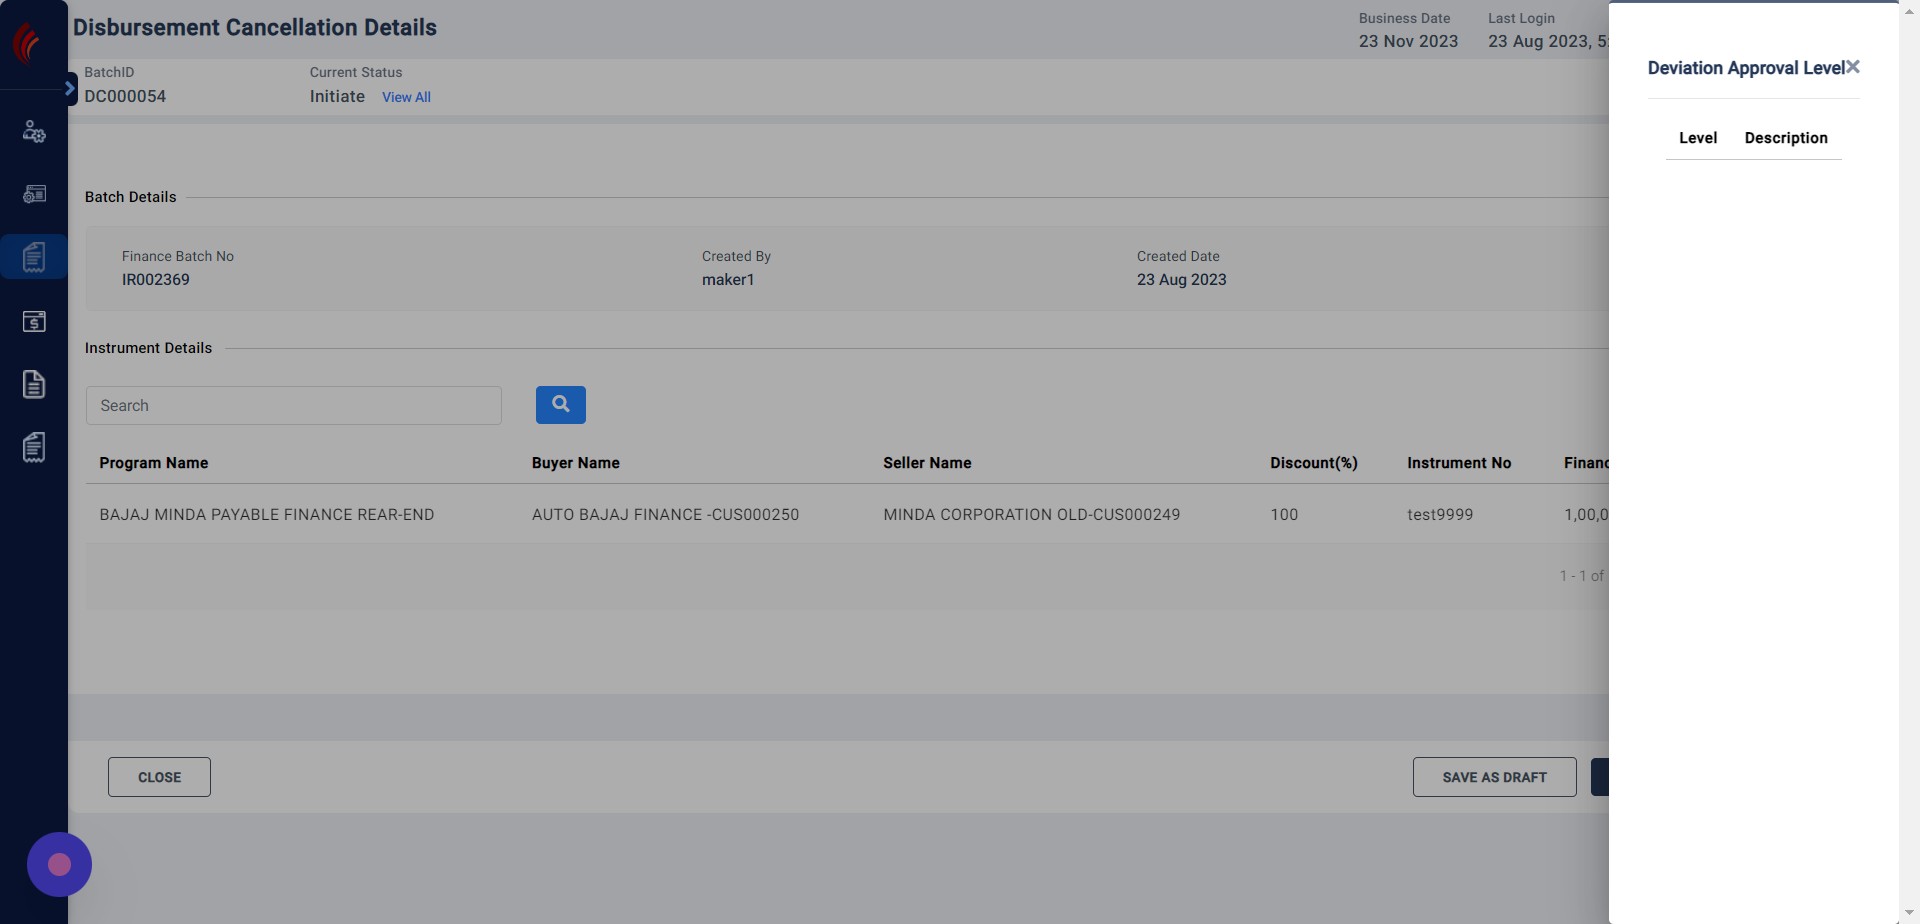 Disbursement Cancellation Details
Business Date
Last Login
23 Nov 2023
23 Aug 2023, 5:
BatchID
Current Status
DC000054
Initiate View All
Deviation Approval Level
Level Description
Batch Details
Finance Batch No
Created By
Created Date
IR002369
maker1
23 Aug 2023
Instrument Details
Search
Program Name Buyer Name Seller Name Discount(%) Instrument No Financ
BAJAJ MINDA PAYABLE FINANCE REAR-END AUTO BAJAJ FINANCE -CUS000250 MINDA CORPORATION OLD-CUS000249 100 test9999 1,00,0
1 - 1 of
CLOSE
SAVE AS DRAFT